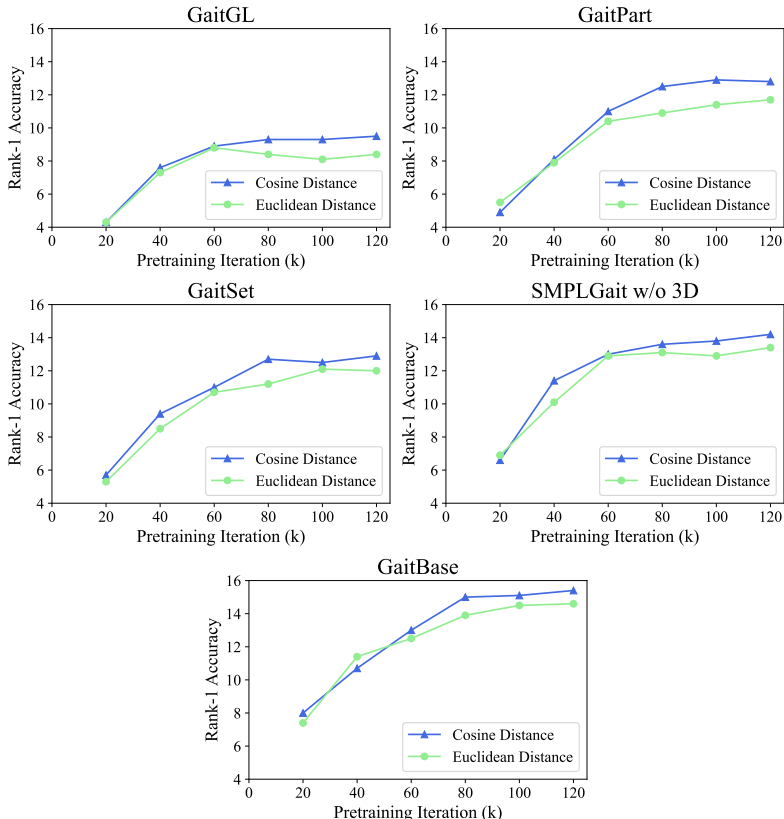 GaitGL
16
14
12
10
8
6
4
Rank-1 Accuracy
Cosine Distance
Euclidean Distance
0 20 40 60 80 100 120
Pretraining Iteration (k)
GaitPart
16
14
12
10
8
6
4
Rank-1 Accuracy
Cosine Distance
Euclidean Distance
0 20 40 60 80 100 120
Pretraining Iteration (k)
GaitSet
16
14
12
10
8
6
4
Rank-1 Accuracy
Cosine Distance
Euclidean Distance
0 20 40 60 80 100 120
Pretraining Iteration (k)
SMPLGait w/o 3D
16
14
12
10
8
6
4
Rank-1 Accuracy
Cosine Distance
Euclidean Distance
0 20 40 60 80 100 120
Pretraining Iteration (k)
GaitBase
16
14
12
10
8
6
4
Rank-1 Accuracy
Cosine Distance
Euclidean Distance
0 20 40 60 80 100 120
Pretraining Iteration (k)